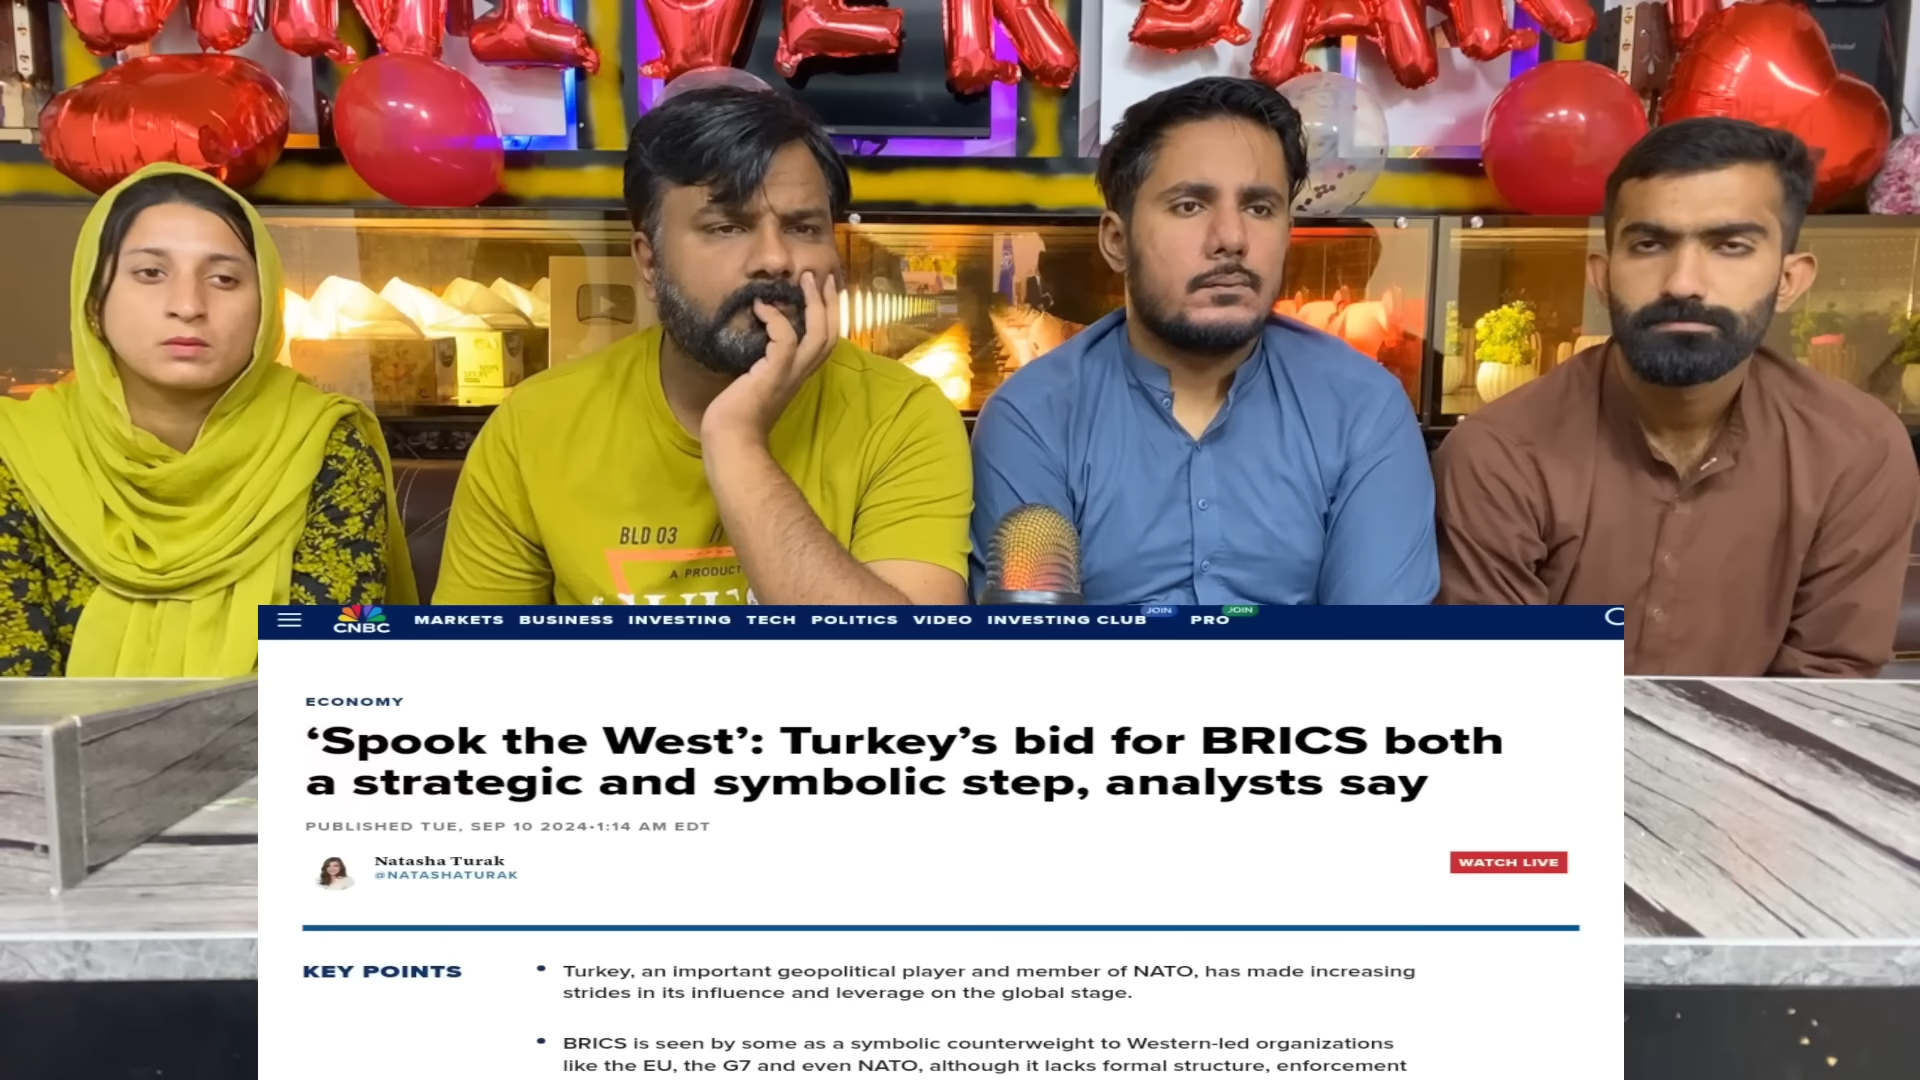 NIVERSARY
BLD 03
A PRODUCT
CNBC
MARKETS BUSINESS INVESTING TECH POLITICS VIDEO INVESTING CLUB JOIN PRO JOIN
ECONOMY
‘Spook the West’: Turkey’s bid for BRICS both
a strategic and symbolic step, analysts say
PUBLISHED TUE, SEP 10 2024•1:14 AM EDT
Natasha Turak
@NATASHATURAK
WATCH LIVE
KEY POINTS
• Turkey, an important geopolitical player and member of NATO, has made increasing
strides in its influence and leverage on the global stage.
• BRICS is seen by some as a symbolic counterweight to Western-led organizations
like the EU, the G7 and even NATO, although it lacks formal structure, enforcement